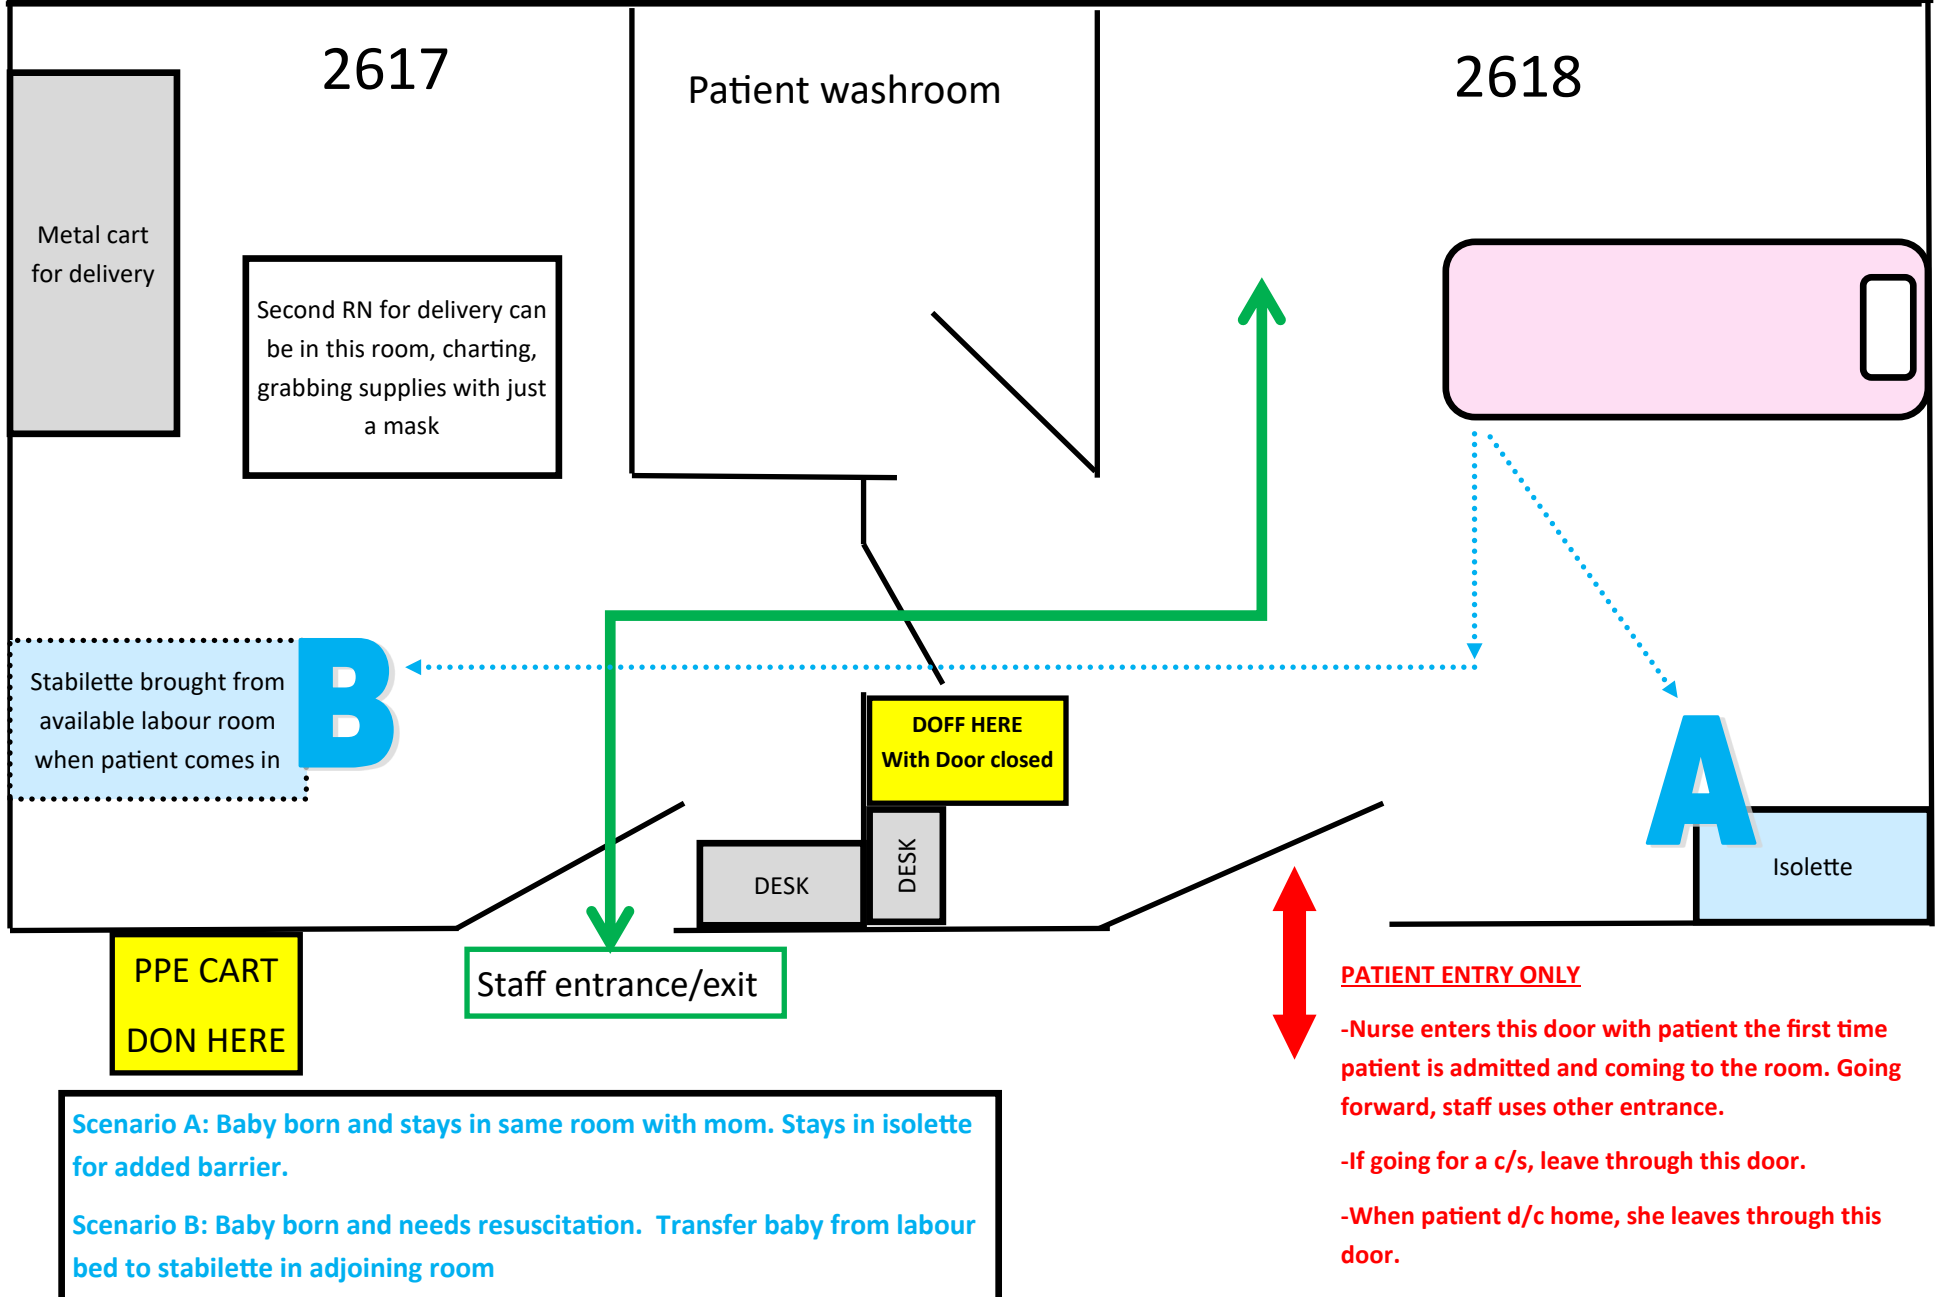 2617
Patient washroom
2618
Metal cart
for delivery
Second RN for delivery can
be in this room, charting,
grabbing supplies with just
a mask
Stabilette brought from
available labour room
when patient comes in
B
DOFF HERE
With Door closed
A
DESK
DESK
Isolette
PPE CART
DON HERE
Staff entrance/exit
PATIENT ENTRY ONLY
-Nurse enters this door with patient the first time
patient is admitted and coming to the room. Going
forward, staff uses other entrance.
-If going for a c/s, leave through this door.
-When patient d/c home, she leaves through this
door.
Scenario A: Baby born and stays in same room with mom. Stays in isolette
for added barrier.
Scenario B: Baby born and needs resuscitation.  Transfer baby from labour
bed to stabilette in adjoining room